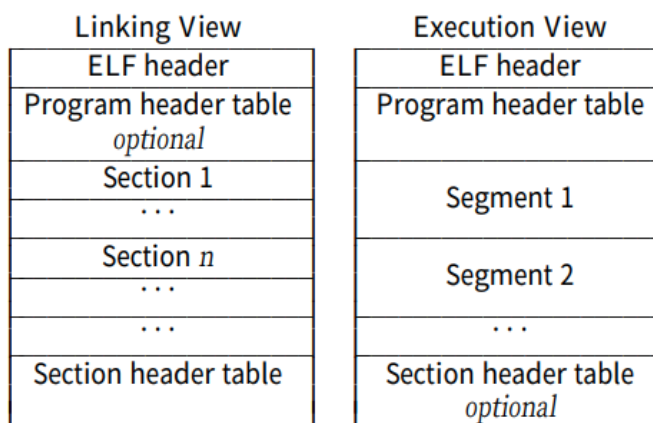 Linking View
ELF header
Program header table
optional
Section 1
. . .
Section n
. . .
. . .
Section header table
Execution View
ELF header
Program header table
Segment 1
Segment 2
. . .
Section header table
optional